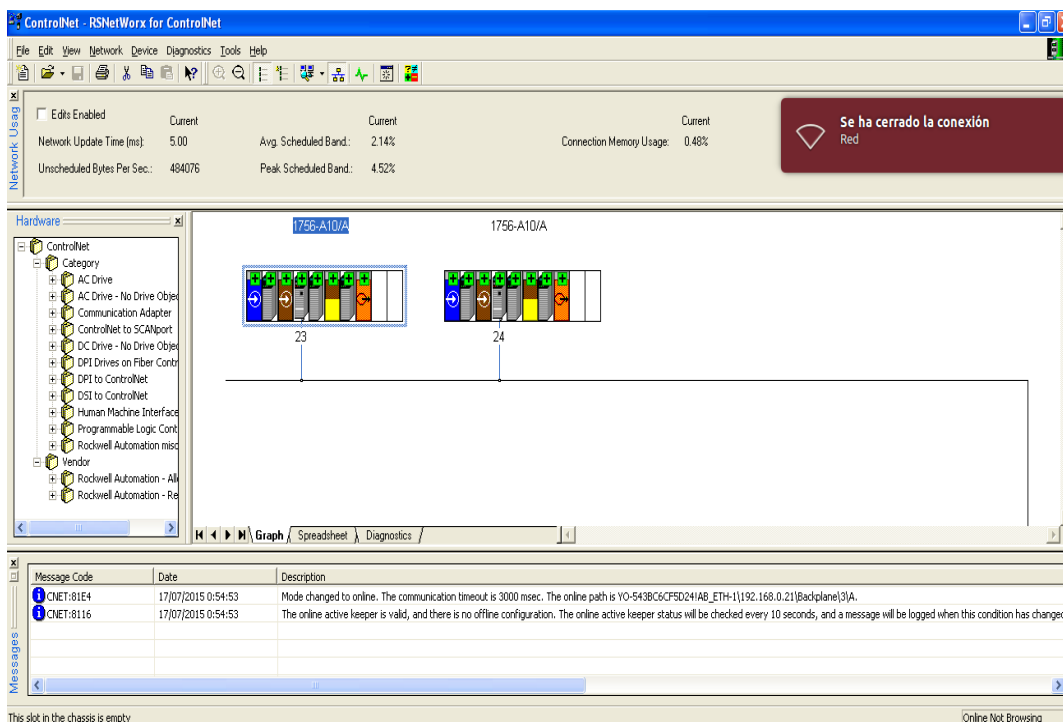 ControlNet - RSNetWorx for ControlNet
File Edit View Network Device Diagnostics Tools Help
Network Usag
Edits Enabled
Current
Current
Current
Network Update Time (ms): 5.00
Avg. Scheduled Band.: 2.14%
Connection Memory Usage: 0.48%
Unscheduled Bytes Per Sec.: 484076
Peak Scheduled Band.: 4.52%
Se ha cerrado la conexión
Red
Hardware
ControlNet
Category
AC Drive
AC Drive - No Drive Objec
Communication Adapter
ControlNet to SCANport
DC Drive - No Drive Objec
DPI Drives on Fiber Contr
DPI to ControlNet
DSI to ControlNet
Human Machine Interface
Programmable Logic Cont
Rockwell Automation misc
Vendor
Rockwell Automation - Alle
Rockwell Automation - Re
1756-A10/A
1756-A10/A
23
24
Graph Spreadsheet Diagnostics
Messages
Message Code Date Description
CNET:81E4 17/07/2015 0:54:53 Mode changed to online. The communication timeout is 3000 msec. The online path is YO-543BC6CF5D24!AB_ETH-1\192.168.0.21\Backplane\3\A.
CNET:8116 17/07/2015 0:54:53 The online active keeper is valid, and there is no offline configuration. The online active keeper status will be checked every 10 seconds, and a message will be logged when this condition has changed
This slot in the chassis is empty
Online Not Browsing